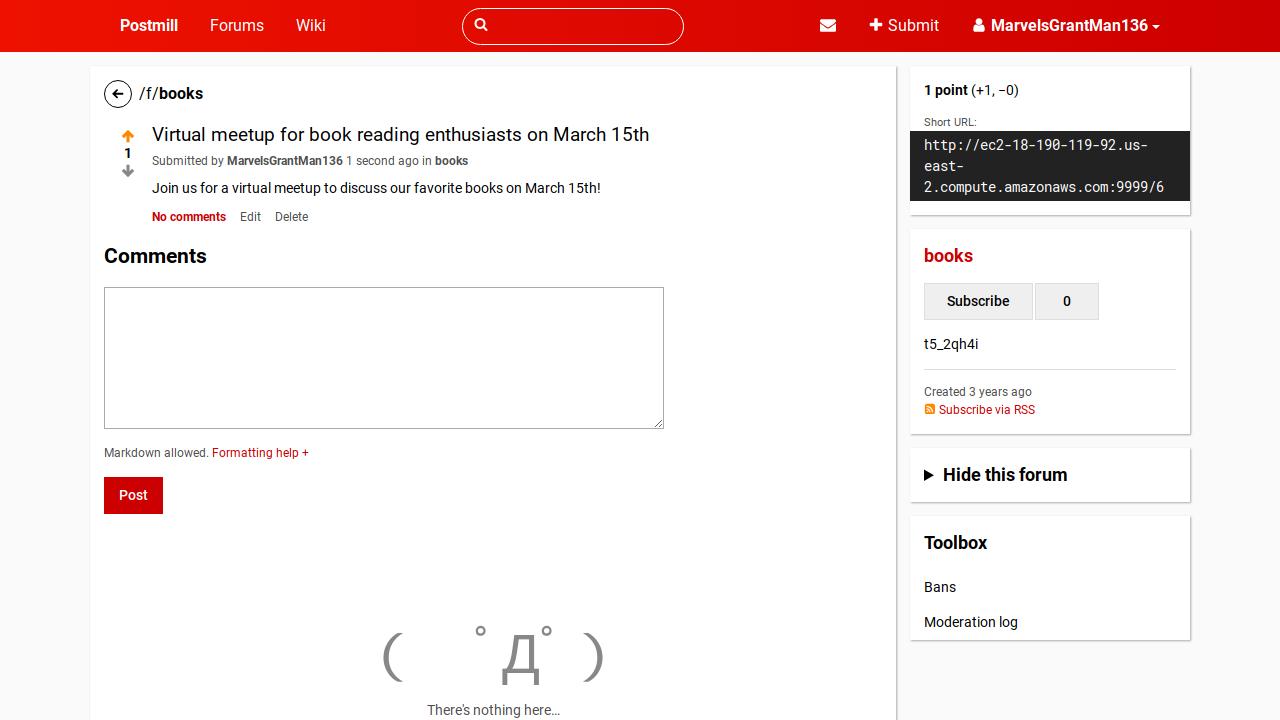 Postmill
Forums
Wiki
Submit
MarvelsGrantMan136
/f/books
Virtual meetup for book reading enthusiasts on March 15th
1
Submitted by MarvelsGrantMan136 1 second ago in books
Join us for a virtual meetup to discuss our favorite books on March 15th!
No comments Edit Delete
Comments
Markdown allowed. Formatting help +
Post
( ˚Д˚ )
There's nothing here…
1 point (+1, −0)
Short URL:
http://ec2-18-190-119-92.us-
east-
2.compute.amazonaws.com:9999/6
books
Subscribe 0
t5_2qh4i
Created 3 years ago
Subscribe via RSS
Hide this forum
Toolbox
Bans
Moderation log